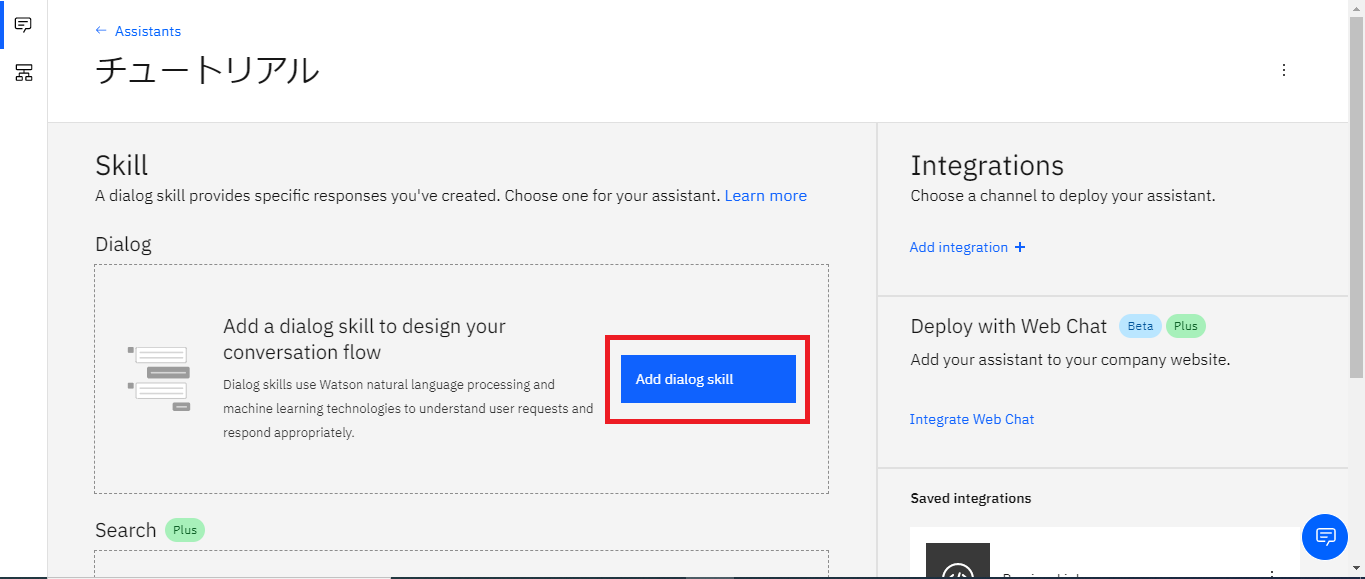 ← Assistants
チュートリアル
Skill
A dialog skill provides specific responses you've created. Choose one for your assistant. Learn more
Dialog
Add a dialog skill to design your
conversation flow
Dialog skills use Watson natural language processing and
machine learning technologies to understand user requests and
respond appropriately.
Add dialog skill
Search Plus
Integrations
Choose a channel to deploy your assistant.
Add integration +
Deploy with Web Chat Beta Plus
Add your assistant to your company website.
Integrate Web Chat
Saved integrations